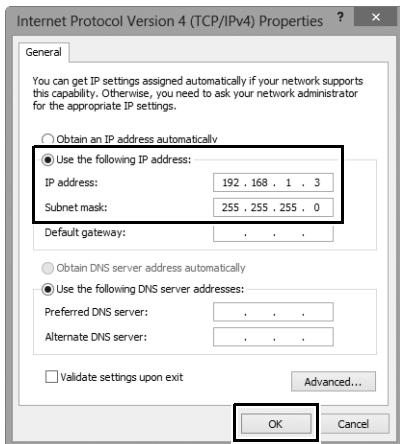 Internet Protocol Version 4 (TCP/IPv4) Properties ? ×
General
You can get IP settings assigned automatically if your network supports
this capability. Otherwise, you need to ask your network administrator
for the appropriate IP settings.
Obtain an IP address automatically
Use the following IP address:
IP address: 192 . 168 . 1 . 3
Subnet mask: 255 . 255 . 255 . 0
Default gateway: . . .
Obtain DNS server address automatically
Use the following DNS server addresses:
Preferred DNS server: . . .
Alternate DNS server: . . .
Validate settings upon exit
Advanced...
OK Cancel